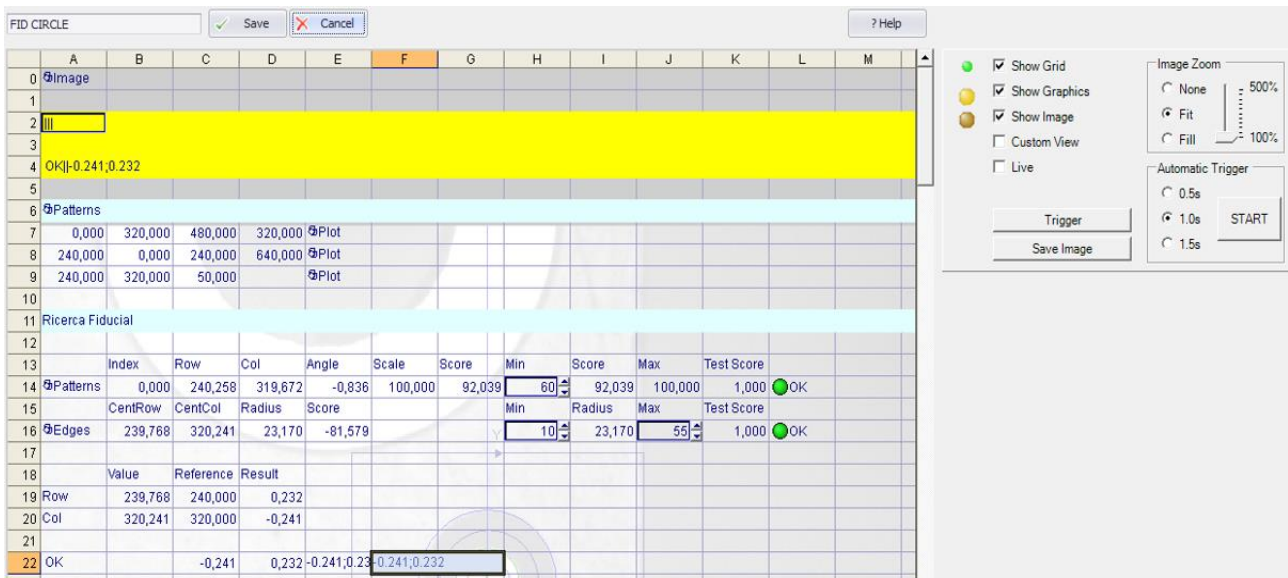 FID CIRCLE Save Cancel ? Help
A B C D E F G H I J K L M
0 Image
1
2 |||
3
4 OK||-0.241;0.232
5
6 Patterns
7 0,000 320,000 480,000 320,000 Plot
8 240,000 0,000 240,000 640,000 Plot
9 240,000 320,000 50,000 Plot
10
11 Ricerca Fiducial
12
13 Index Row Col Angle Scale Score Min Score Max Test Score
14 Patterns 0,000 240,258 319,672 -0,836 100,000 92,039 60 92,039 100,000 1,000 OK
15 CentRow CentCol Radius Score Min Radius Max Test Score
16 Edges 239,768 320,241 23,170 -81,579 10 23,170 55 1,000 OK
17 Y
18 Value Reference Result
19 Row 239,768 240,000 0,232
20 Col 320,241 320,000 -0,241
21
22 OK -0,241 0,232 -0.241;0.23 -0.241;0.232
Show Grid
Show Graphics
Show Image
Custom View
Live
Trigger
Save Image
Image Zoom
None 500%
Fit
Fill 100%
Automatic Trigger
0.5s
1.0s START
1.5s